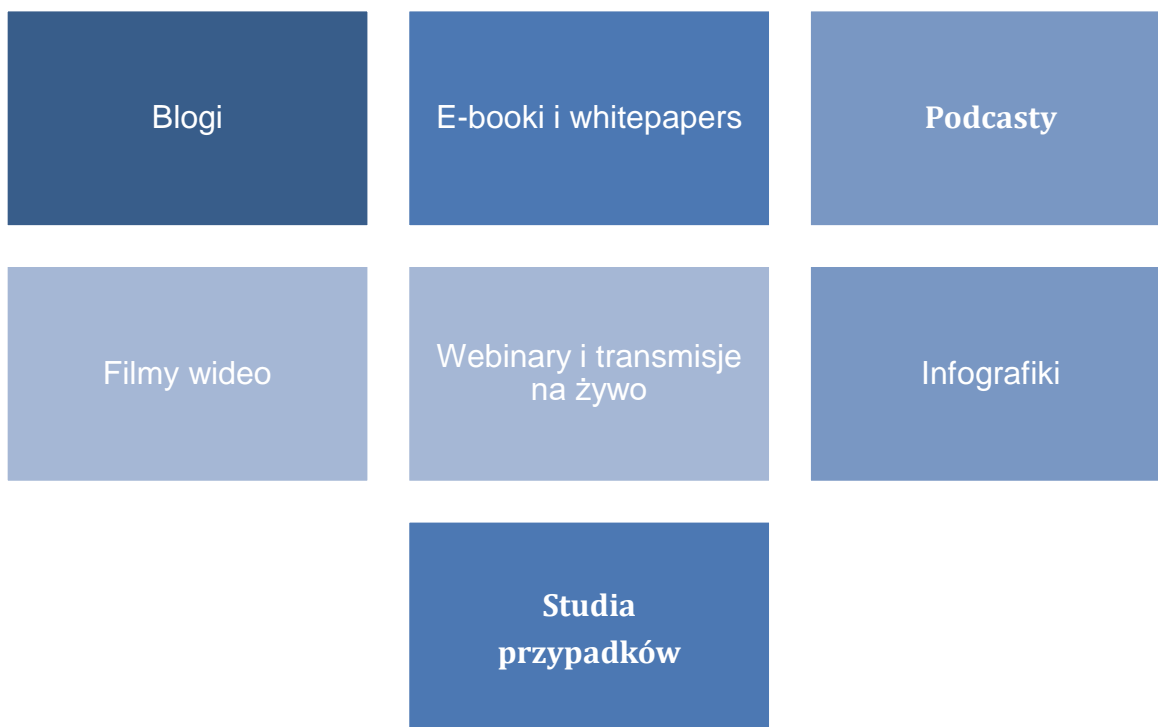 Blogi
E-booki i whitepapers
Podcasty
Filmy wideo
Webinary i transmisje
na żywo
Infografiki
Studia
przypadków